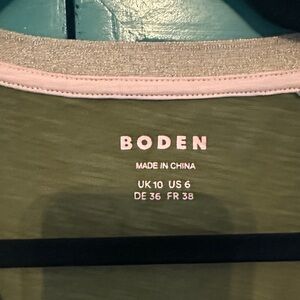 BODEN
MADE IN CHINA
UK 10 US 6
DE 36 FR 38